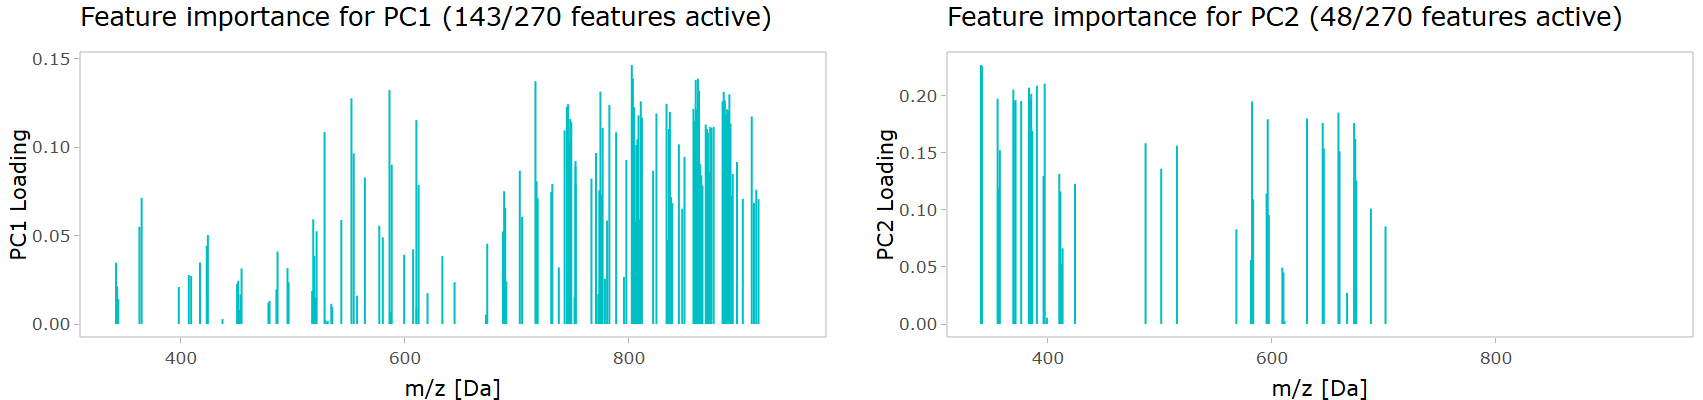 Feature importance for PC1 (143/270 features active)
0.15
0.10
0.05
0.00
PC1 Loading
400 600 800
m/z [Da]
Feature importance for PC2 (48/270 features active)
0.20
0.15
0.10
0.05
0.00
PC2 Loading
400 600 800
m/z [Da]